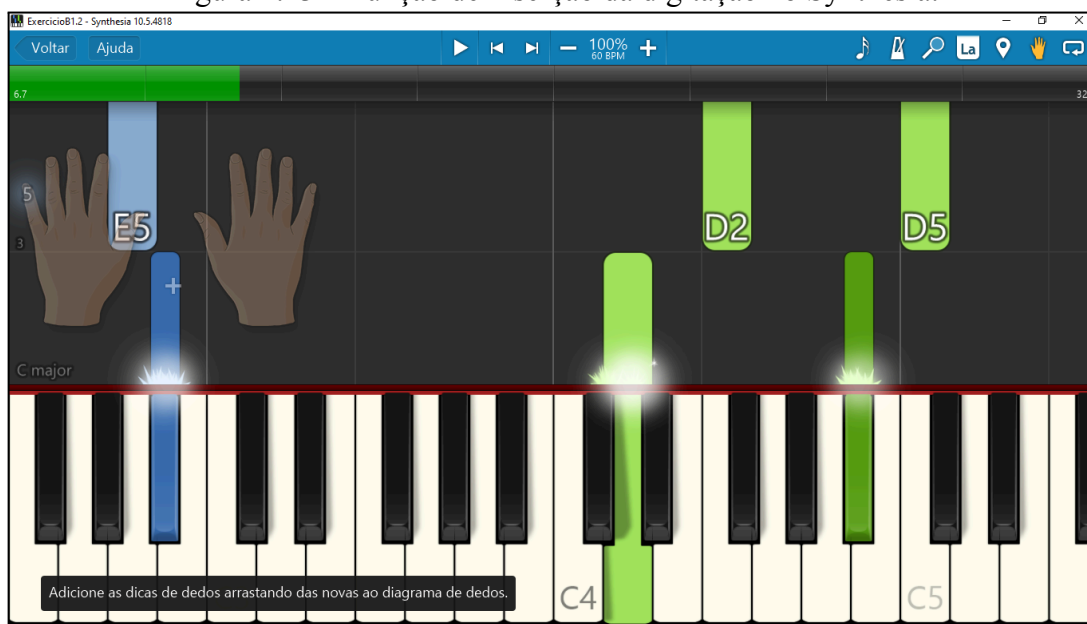 ExercicioB1.2 - Synthesia 10.5.4818
Voltar Ajuda 100% La
60 BPM
6.7 32
5
E5 D2 D5
3
C major
Adicione as dicas de dedos arrastando das novas ao diagrama de dedos.
C4 C5